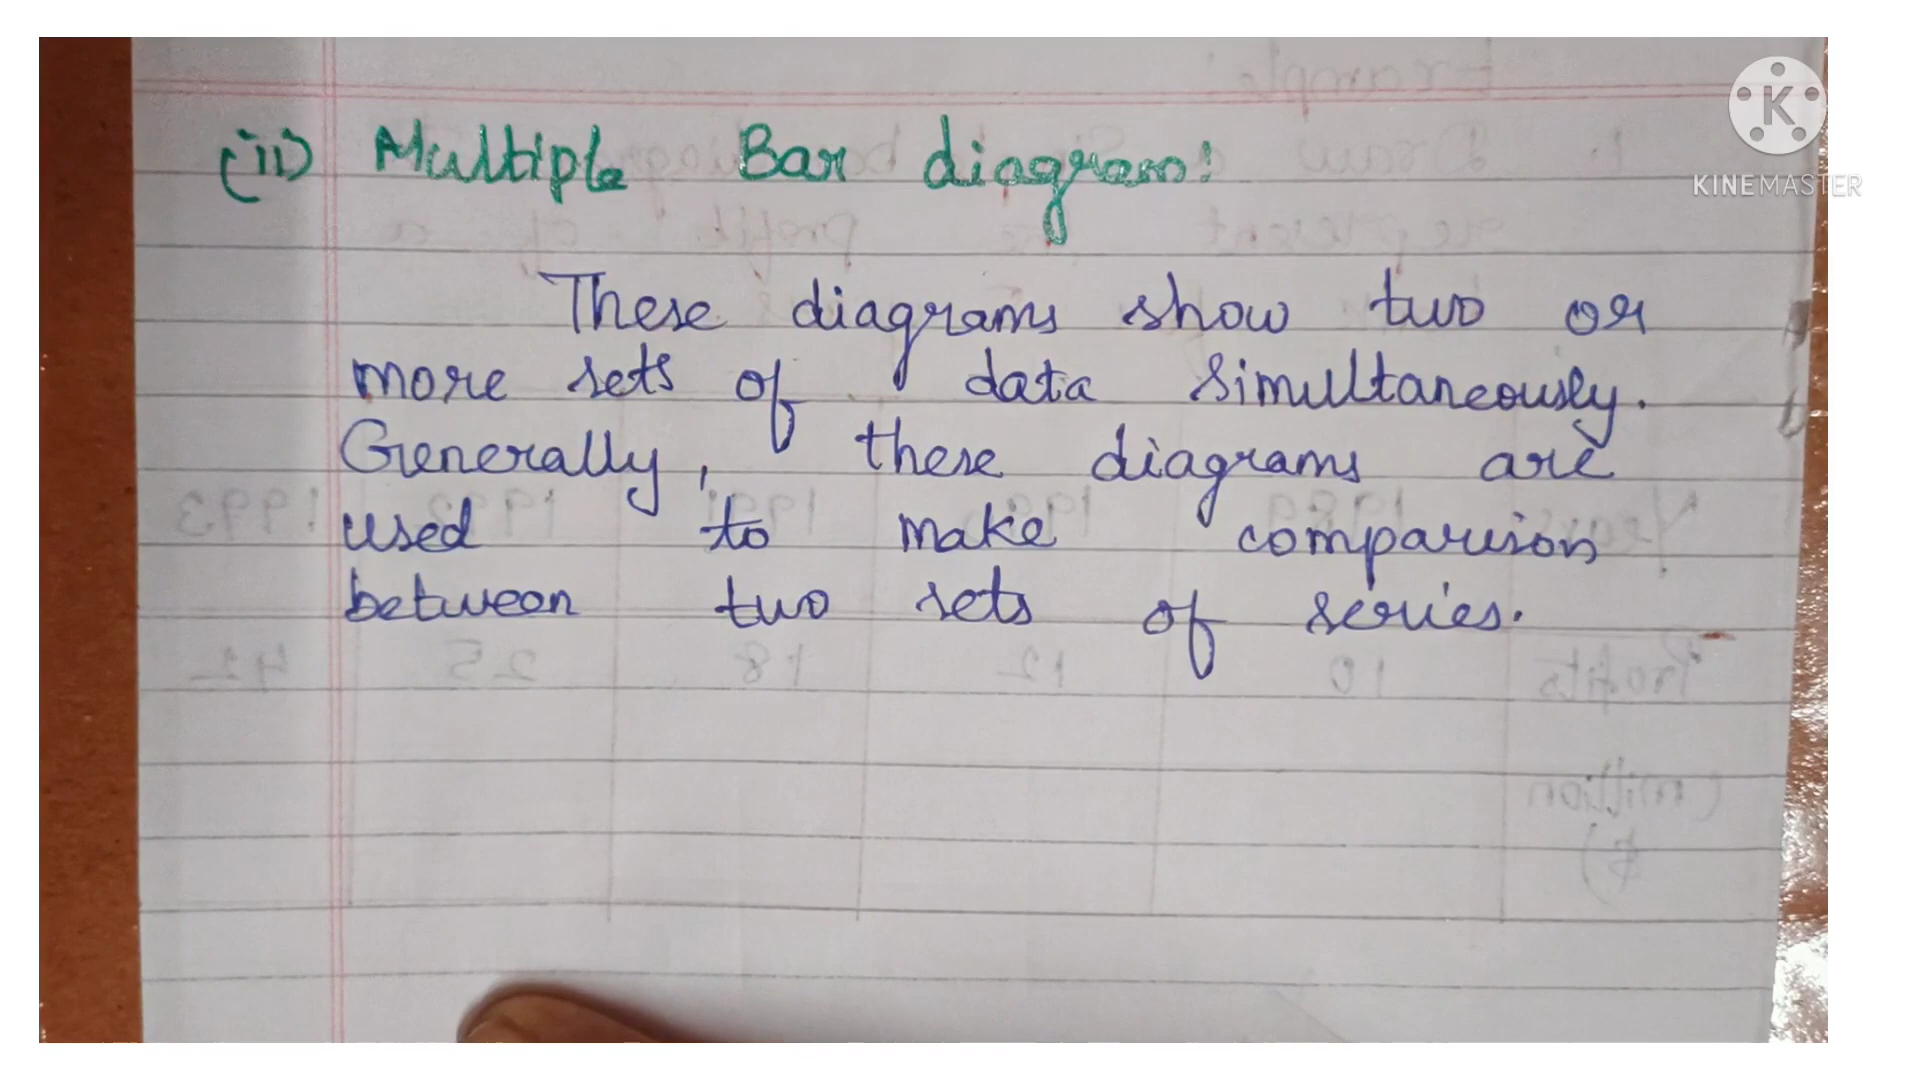 (ii) Multiple Bar diagram:
KINEMASTER
These diagrams show two or
more sets of data simultaneously.
Generally, these diagrams are
used to make comparision
between two sets of series.